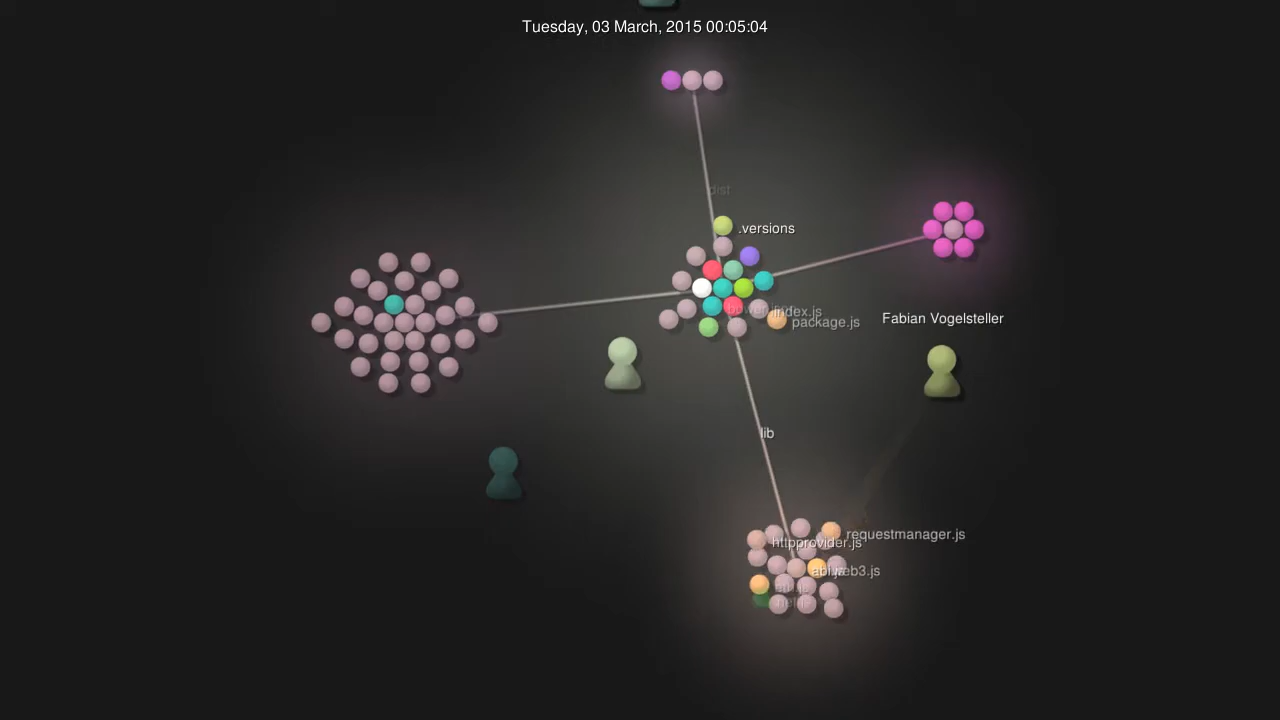 Tuesday, 03 March, 2015 00:05:04
dist
.versions
index.js
package.js
Fabian Vogelsteller
lib
requestmanager.js
httpprovider.js
web3.js